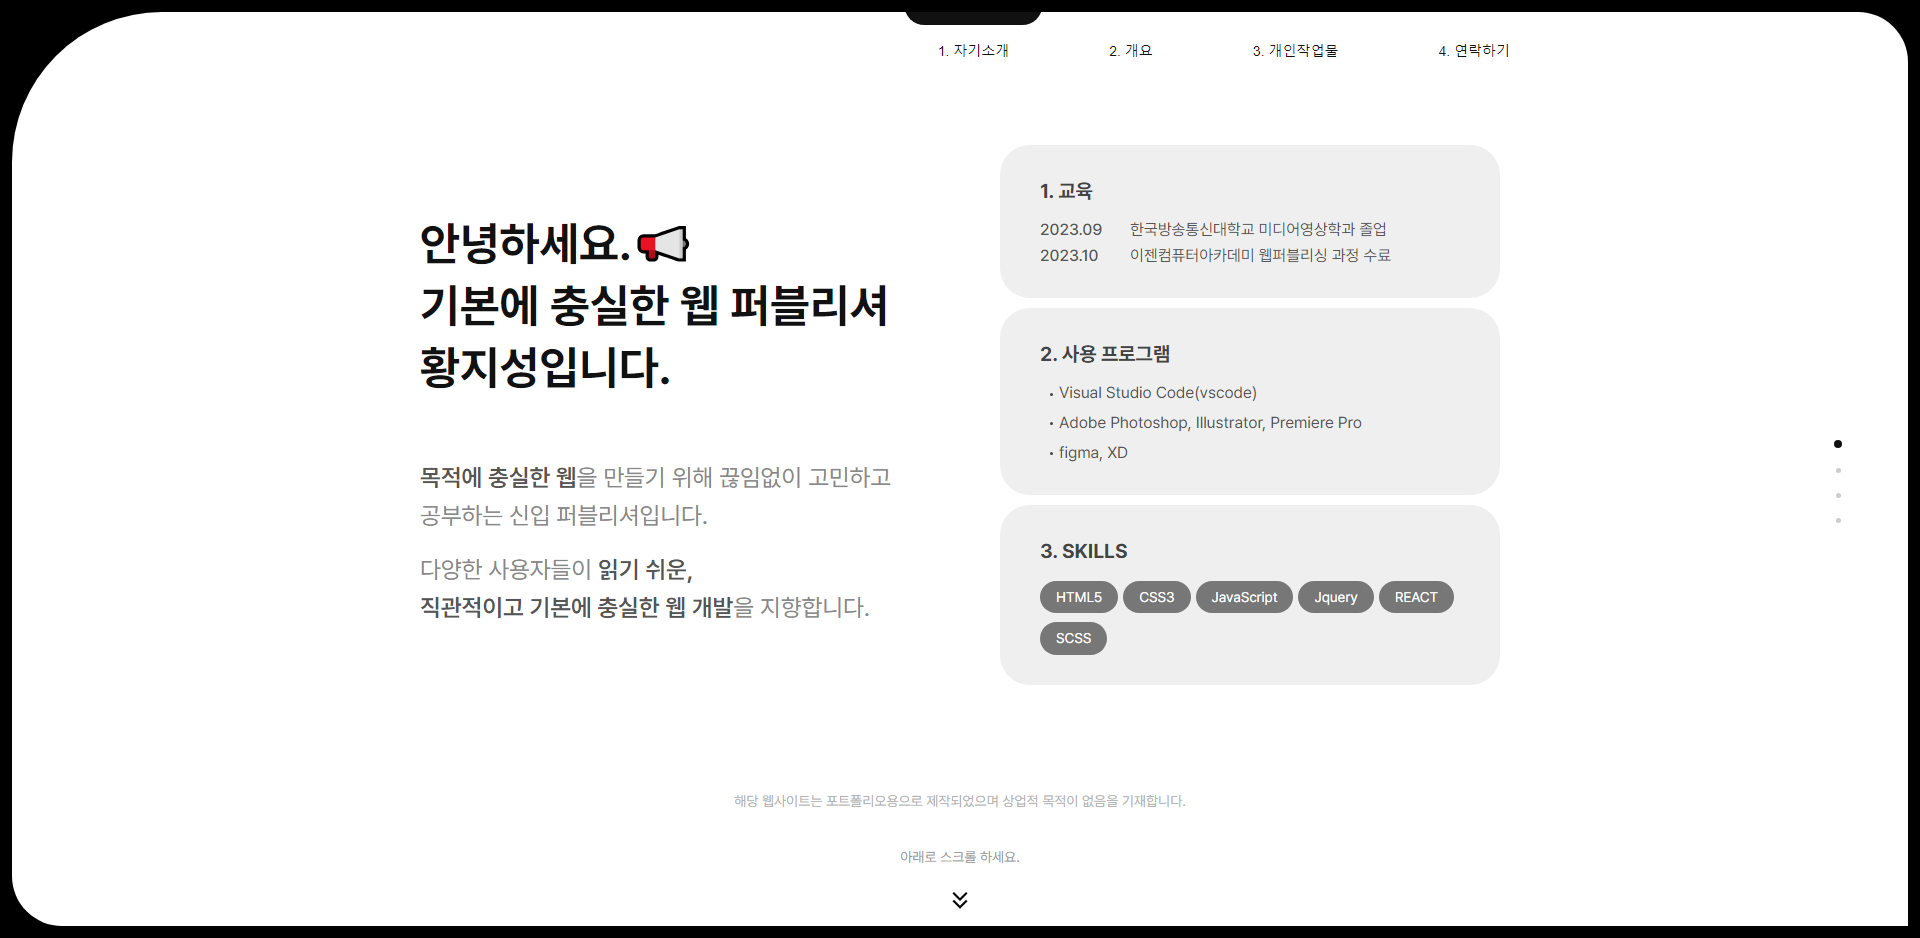 1. 자기소개
2. 개요
3. 개인작업물
4. 연락하기
안녕하세요.
기본에 충실한 웹 퍼블리셔
황지성입니다.
목적에 충실한 웹을 만들기 위해 끊임없이 고민하고
공부하는 신입 퍼블리셔입니다.
다양한 사용자들이 읽기 쉬운,
직관적이고 기본에 충실한 웹 개발을 지향합니다.
1. 교육
2023.09 한국방송통신대학교 미디어영상학과 졸업
2023.10 이젠컴퓨터아카데미 웹퍼블리싱 과정 수료
2. 사용 프로그램
・Visual Studio Code(vscode)
・Adobe Photoshop, Illustrator, Premiere Pro
・figma, XD
3. SKILLS
HTML5 CSS3 JavaScript Jquery REACT
SCSS
해당 웹사이트는 포트폴리오용으로 제작되었으며 상업적 목적이 없음을 기재합니다.
아래로 스크롤 하세요.